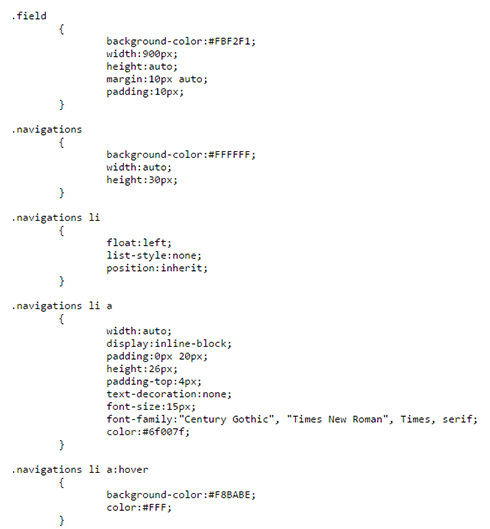 .field
{
background-color:#FBF2F1;
width:900px;
height:auto;
margin:10px auto;
padding:10px;
}
.navigations
{
background-color:#FFFFFF;
width:auto;
height:30px;
}
.navigations li
{
float:left;
list-style:none;
position:inherit;
}
.navigations li a
{
width:auto;
display:inline-block;
padding:0px 20px;
height:26px;
padding-top:4px;
text-decoration:none;
font-size:15px;
font-family:"Century Gothic", "Times New Roman", Times, serif;
color:#6f007f;
}
.navigations li a:hover
{
background-color:#F8BABE;
color:#FFF;
}